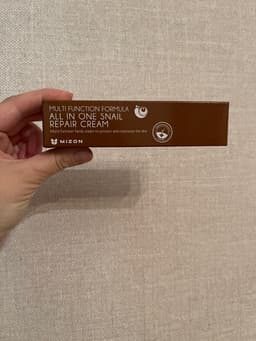 MULTI FUNCTION FORMULA
ALL IN ONE SNAIL
REPAIR CREAM
MIZON